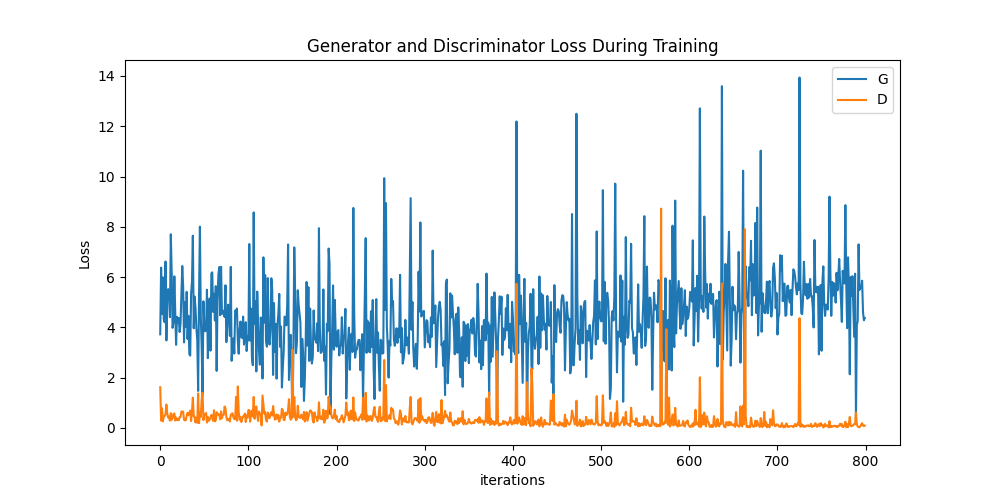 Generator and Discriminator Loss During Training
G
D
14
12
10
8
6
4
2
0
Loss
0 100 200 300 400 500 600 700 800
iterations